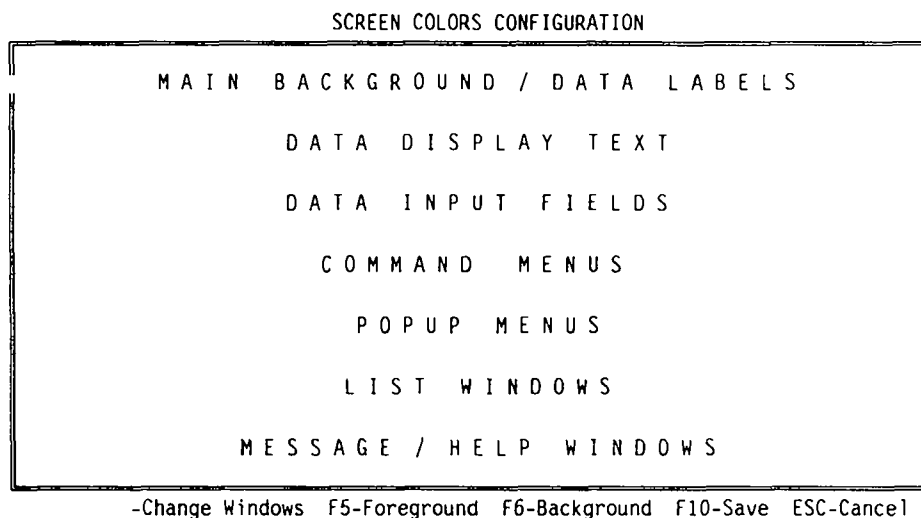 SCREEN COLORS CONFIGURATION
MAIN BACKGROUND / DATA LABELS
DATA DISPLAY TEXT
DATA INPUT FIELDS
COMMAND MENUS
POPUP MENUS
LIST WINDOWS
MESSAGE / HELP WINDOWS
-Change Windows F5-Foreground F6-Background F10-Save ESC-Cancel